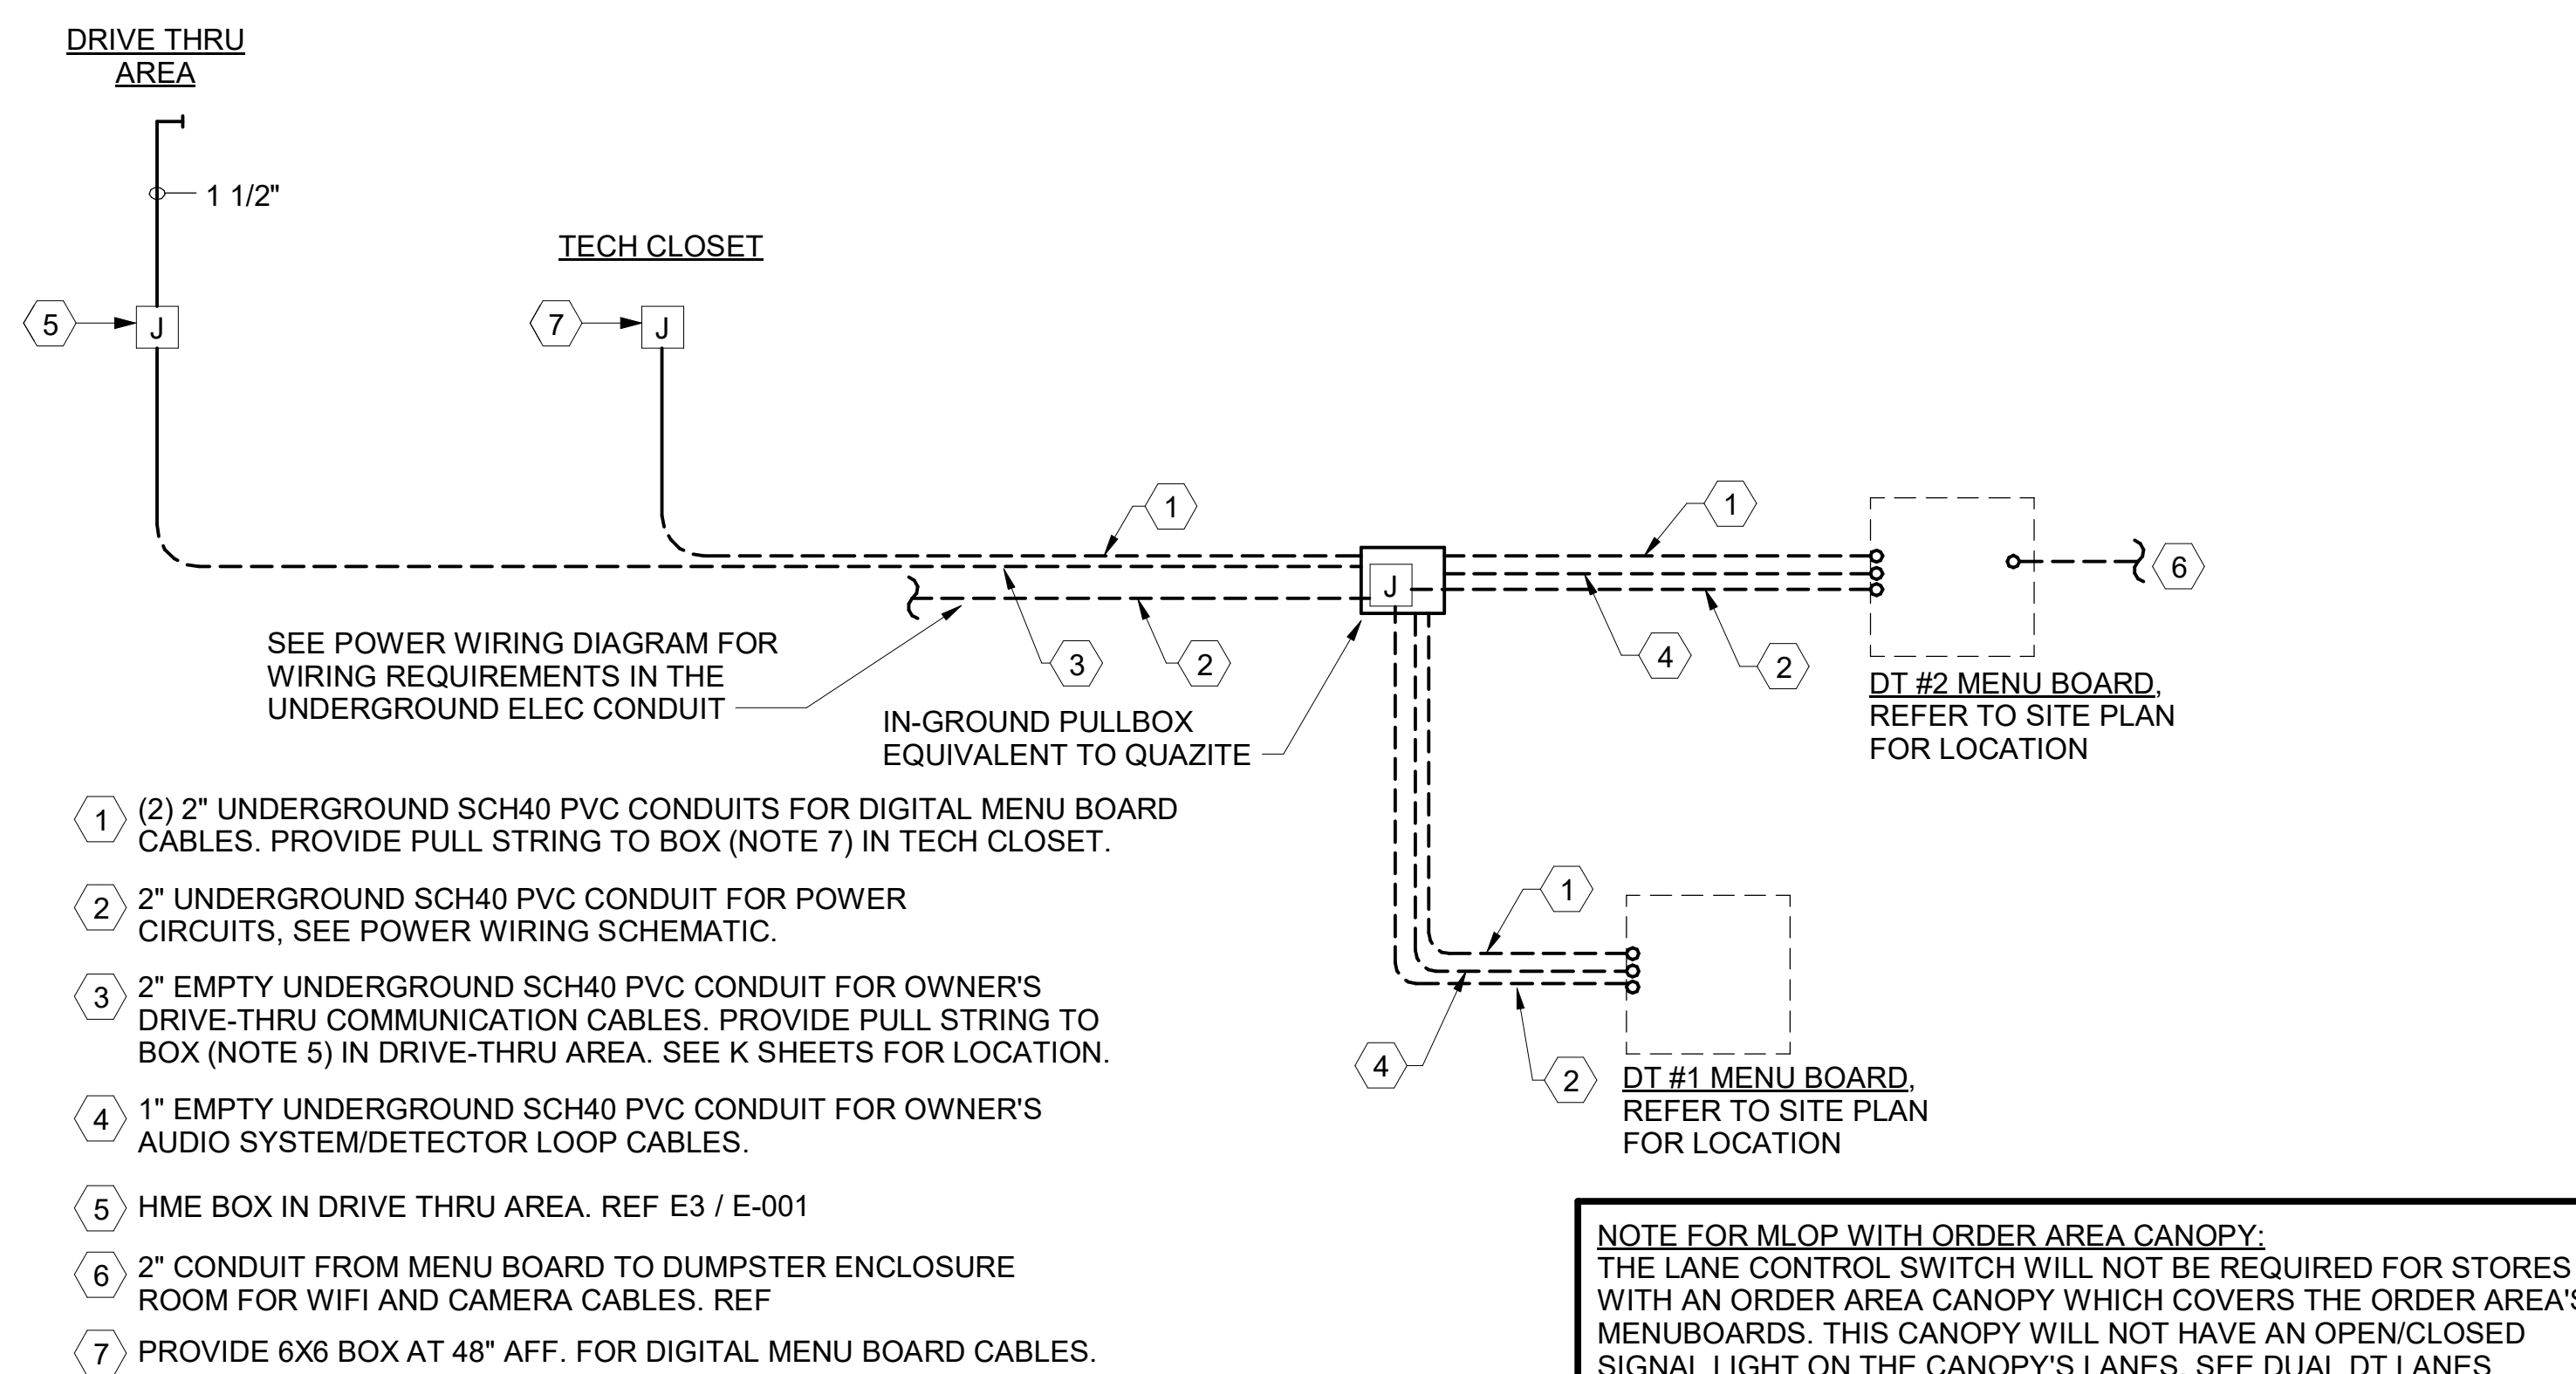 DRIVE THRU
AREA
1 1/2"
TECH CLOSET
5
J
7
J
1
1
J
6
SEE POWER WIRING DIAGRAM FOR
WIRING REQUIREMENTS IN THE
UNDERGROUND ELEC CONDUIT
3
2
4
2
IN-GROUND PULLBOX
EQUIVALENT TO QUAZITE
DT #2 MENU BOARD,
REFER TO SITE PLAN
FOR LOCATION
1
4
2
DT #1 MENU BOARD,
REFER TO SITE PLAN
FOR LOCATION
1 (2) 2" UNDERGROUND SCH40 PVC CONDUITS FOR DIGITAL MENU BOARD
CABLES. PROVIDE PULL STRING TO BOX (NOTE 7) IN TECH CLOSET.
2 2" UNDERGROUND SCH40 PVC CONDUIT FOR POWER
CIRCUITS, SEE POWER WIRING SCHEMATIC.
3 2" EMPTY UNDERGROUND SCH40 PVC CONDUIT FOR OWNER'S
DRIVE-THRU COMMUNICATION CABLES. PROVIDE PULL STRING TO
BOX (NOTE 5) IN DRIVE-THRU AREA. SEE K SHEETS FOR LOCATION.
4 1" EMPTY UNDERGROUND SCH40 PVC CONDUIT FOR OWNER'S
AUDIO SYSTEM/DETECTOR LOOP CABLES.
5 HME BOX IN DRIVE THRU AREA. REF E3 / E-001
6 2" CONDUIT FROM MENU BOARD TO DUMPSTER ENCLOSURE
ROOM FOR WIFI AND CAMERA CABLES. REF
7 PROVIDE 6X6 BOX AT 48" AFF. FOR DIGITAL MENU BOARD CABLES.
NOTE FOR MLOP WITH ORDER AREA CANOPY:
THE LANE CONTROL SWITCH WILL NOT BE REQUIRED FOR STORES
WITH AN ORDER AREA CANOPY WHICH COVERS THE ORDER AREA'S
MENUBOARDS. THIS CANOPY WILL NOT HAVE AN OPEN/CLOSED
SIGNAL LIGHT ON THE CANOPY'S LANES. SEE DUAL DT LANES